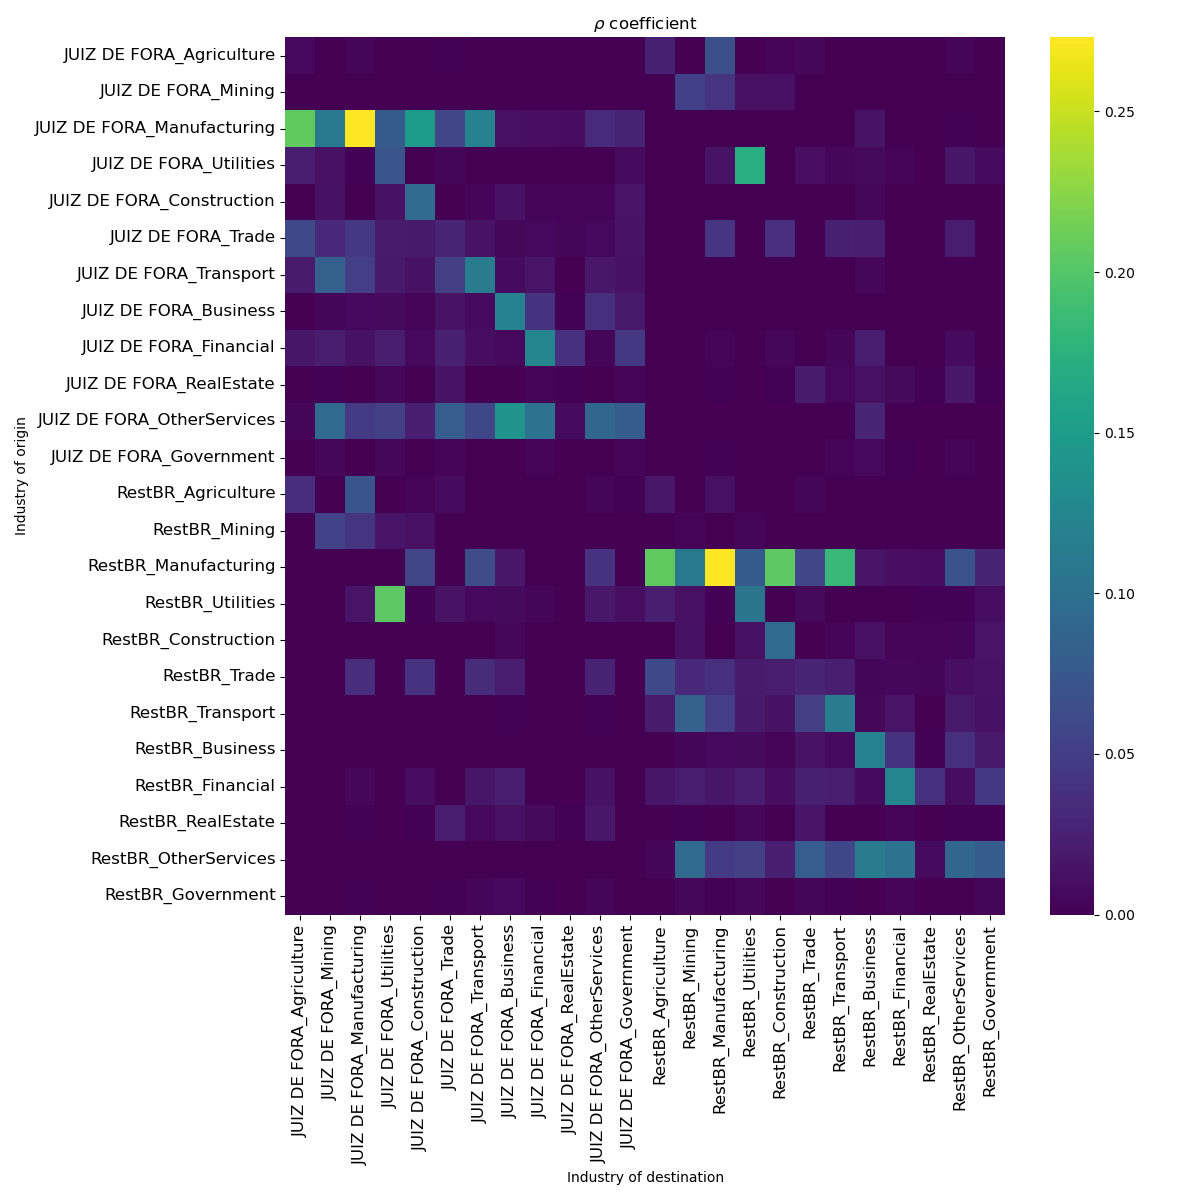 ρ coefficient
JUIZ DE FORA_Agriculture
JUIZ DE FORA_Mining
JUIZ DE FORA_Manufacturing
JUIZ DE FORA_Utilities
JUIZ DE FORA_Construction
JUIZ DE FORA_Trade
JUIZ DE FORA_Transport
JUIZ DE FORA_Business
JUIZ DE FORA_Financial
JUIZ DE FORA_RealEstate
JUIZ DE FORA_OtherServices
JUIZ DE FORA_Government
RestBR_Agriculture
RestBR_Mining
RestBR_Manufacturing
RestBR_Utilities
RestBR_Construction
RestBR_Trade
RestBR_Transport
RestBR_Business
RestBR_Financial
RestBR_RealEstate
RestBR_OtherServices
RestBR_Government
Industry of origin
JUIZ DE FORA_Agriculture
JUIZ DE FORA_Mining
JUIZ DE FORA_Manufacturing
JUIZ DE FORA_Utilities
JUIZ DE FORA_Construction
JUIZ DE FORA_Trade
JUIZ DE FORA_Transport
JUIZ DE FORA_Business
JUIZ DE FORA_Financial
JUIZ DE FORA_RealEstate
JUIZ DE FORA_OtherServices
JUIZ DE FORA_Government
RestBR_Agriculture
RestBR_Mining
RestBR_Manufacturing
RestBR_Utilities
RestBR_Construction
RestBR_Trade
RestBR_Transport
RestBR_Business
RestBR_Financial
RestBR_RealEstate
RestBR_OtherServices
RestBR_Government
Industry of destination
0.25
0.20
0.15
0.10
0.05
0.00